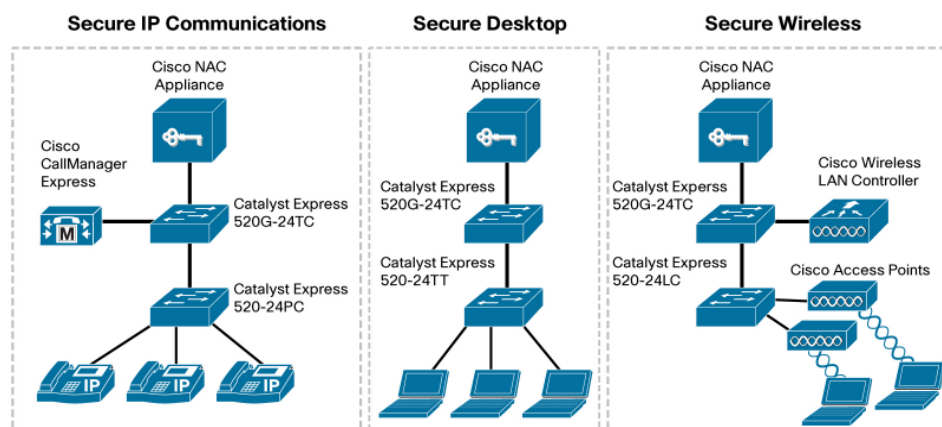 Secure IP Communications
Cisco NAC
Appliance
Cisco
CallManager
Express
M
Catalyst Express
520G-24TC
Catalyst Express
520-24PC
IP
IP
IP
Secure Desktop
Cisco NAC
Appliance
Catalyst Express
520G-24TC
Catalyst Express
520-24TT
Secure Wireless
Cisco NAC
Appliance
Catalyst Experss
520G-24TC
Cisco Wireless
LAN Controller
Catalyst Express
520-24LC
Cisco Access Points